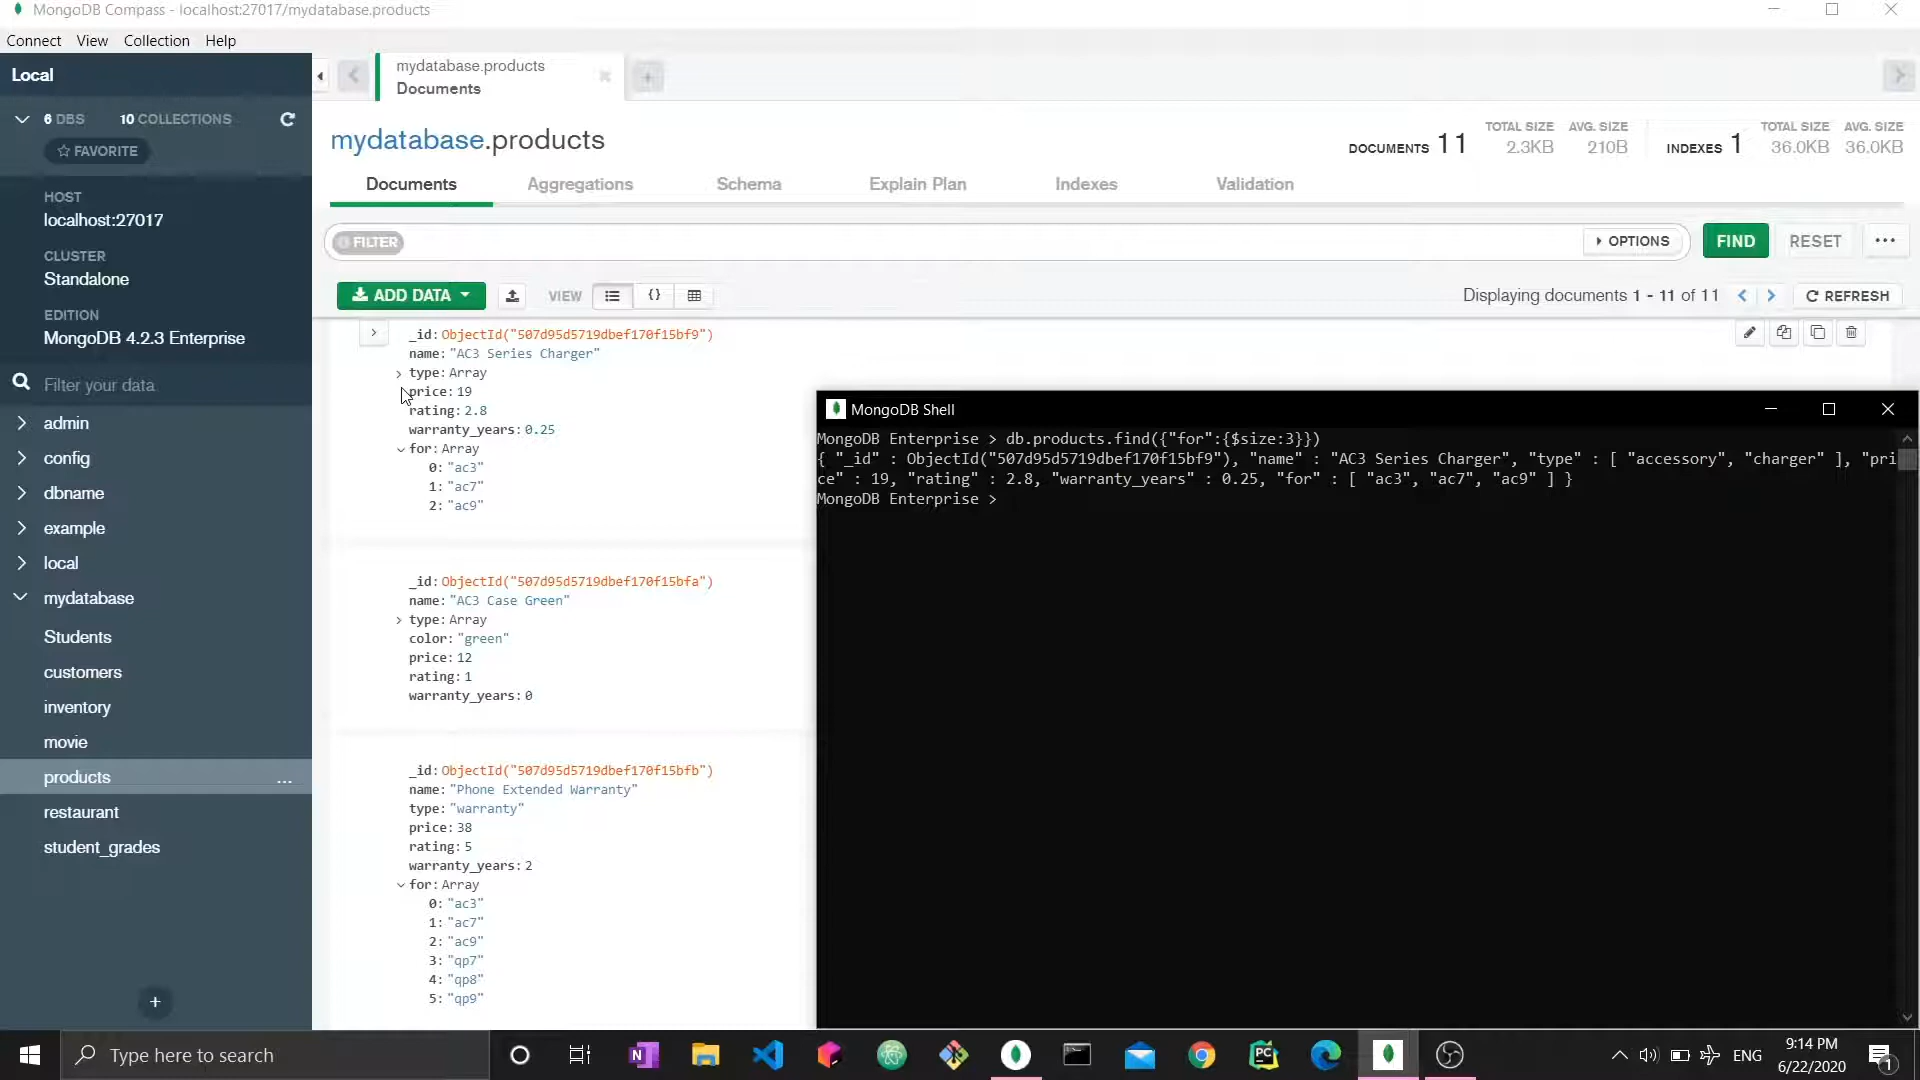 MongoDB Compass - localhost:27017/mydatabase.products
Connect View Collection Help
Local
6 DBS 10 COLLECTIONS
FAVORITE
HOST
localhost:27017
CLUSTER
Standalone
EDITION
MongoDB 4.2.3 Enterprise
Filter your data
admin
config
dbname
example
local
mydatabase
Students
customers
inventory
movie
products ...
restaurant
student_grades
+
mydatabase.products
Documents
mydatabase.products
DOCUMENTS 11
TOTAL SIZE
2.3KB
AVG. SIZE
210B
INDEXES 1
TOTAL SIZE
36.0KB
AVG. SIZE
36.0KB
Documents Aggregations Schema Explain Plan Indexes Validation
FILTER OPTIONS FIND RESET ...
ADD DATA VIEW {} Displaying documents 1 - 11 of 11 < > REFRESH
_id: ObjectId("507d95d5719dbef170f15bf9")
name: "AC3 Series Charger"
type: Array
price: 19
rating: 2.8
warranty_years: 0.25
for: Array
0: "ac3"
1: "ac7"
2: "ac9"
_id: ObjectId("507d95d5719dbef170f15bfa")
name: "AC3 Case Green"
type: Array
color: "green"
price: 12
rating: 1
warranty_years: 0
_id: ObjectId("507d95d5719dbef170f15bfb")
name: "Phone Extended Warranty"
type: "warranty"
price: 38
rating: 5
warranty_years: 2
for: Array
0: "ac3"
1: "ac7"
2: "ac9"
3: "qp7"
4: "qp8"
5: "qp9"
MongoDB Shell
MongoDB Enterprise > db.products.find({"for":{$size:3}})
{ "_id" : ObjectId("507d95d5719dbef170f15bf9"), "name" : "AC3 Series Charger", "type" : [ "accessory", "charger" ], "pri
ce" : 19, "rating" : 2.8, "warranty_years" : 0.25, "for" : [ "ac3", "ac7", "ac9" ] }
MongoDB Enterprise >
Type here to search
N
PC
ENG
9:14 PM
6/22/2020
1